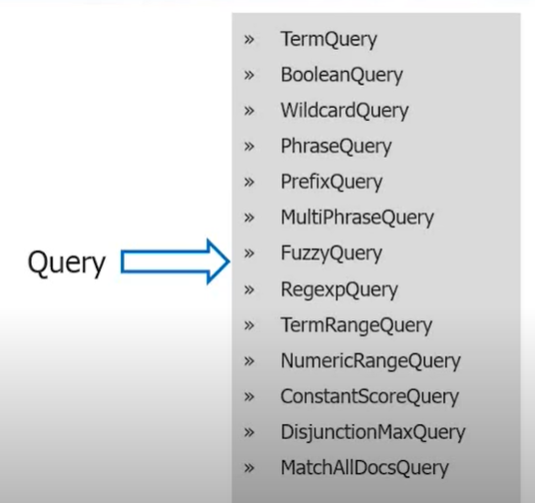 » TermQuery
» BooleanQuery
» WildcardQuery
» PhraseQuery
» PrefixQuery
» MultiPhraseQuery
Query
» FuzzyQuery
» RegexpQuery
» TermRangeQuery
» NumericRangeQuery
» ConstantScoreQuery
» DisjunctionMaxQuery
» MatchAllDocsQuery